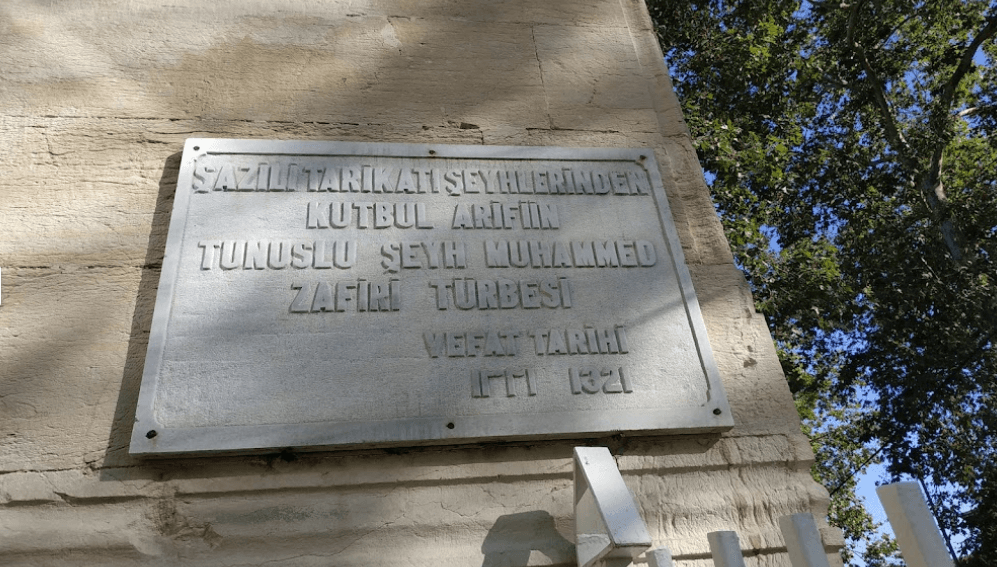 ŞAZİLİ TARİKATI ŞEYHLERİNDEN
KUTBUL ARİFİİN
TUNUSLU ŞEYH MUHAMMED
ZAFİRİ TÜRBESİ
VEFAT TARİHİ
١٣٢١ 1321